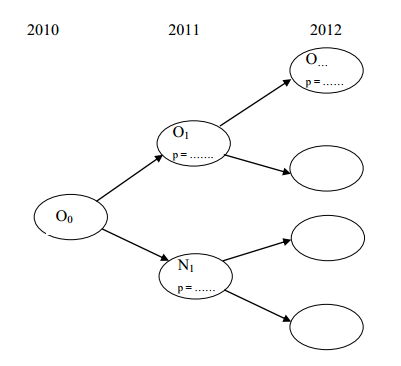 2010 2011 2012
O...
p = ......
O₁
p = .......
O₀
N₁
p = ......